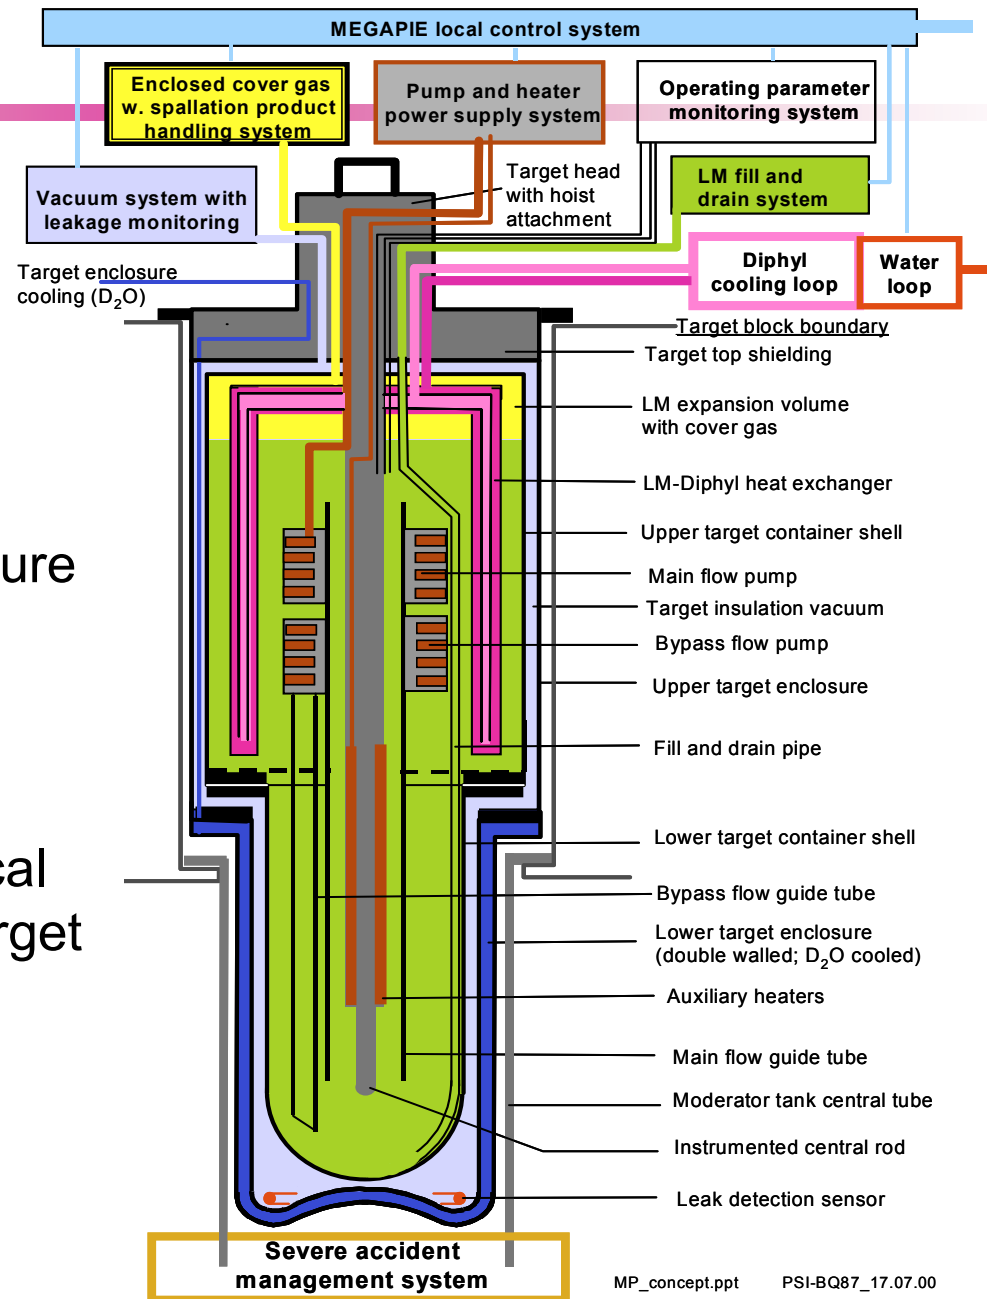 MEGAPIE local control system
Enclosed cover gas
w. spallation product
handling system
Pump and heater
power supply system
Operating parameter
monitoring system
Vacuum system with
leakage monitoring
Target head
with hoist
attachment
LM fill and
drain system
Target enclosure
cooling (D2O)
Diphyl
cooling loop
Water
loop
Target block boundary
Target top shielding
LM expansion volume
with cover gas
LM-Diphyl heat exchanger
Upper target container shell
ure
Main flow pump
Target insulation vacuum
Bypass flow pump
Upper target enclosure
Fill and drain pipe
Lower target container shell
cal
Bypass flow guide tube
rget
Lower target enclosure
(double walled; D2O cooled)
Auxiliary heaters
Main flow guide tube
Moderator tank central tube
Instrumented central rod
Leak detection sensor
Severe accident
management system
MP_concept.ppt PSI-BQ87_17.07.00